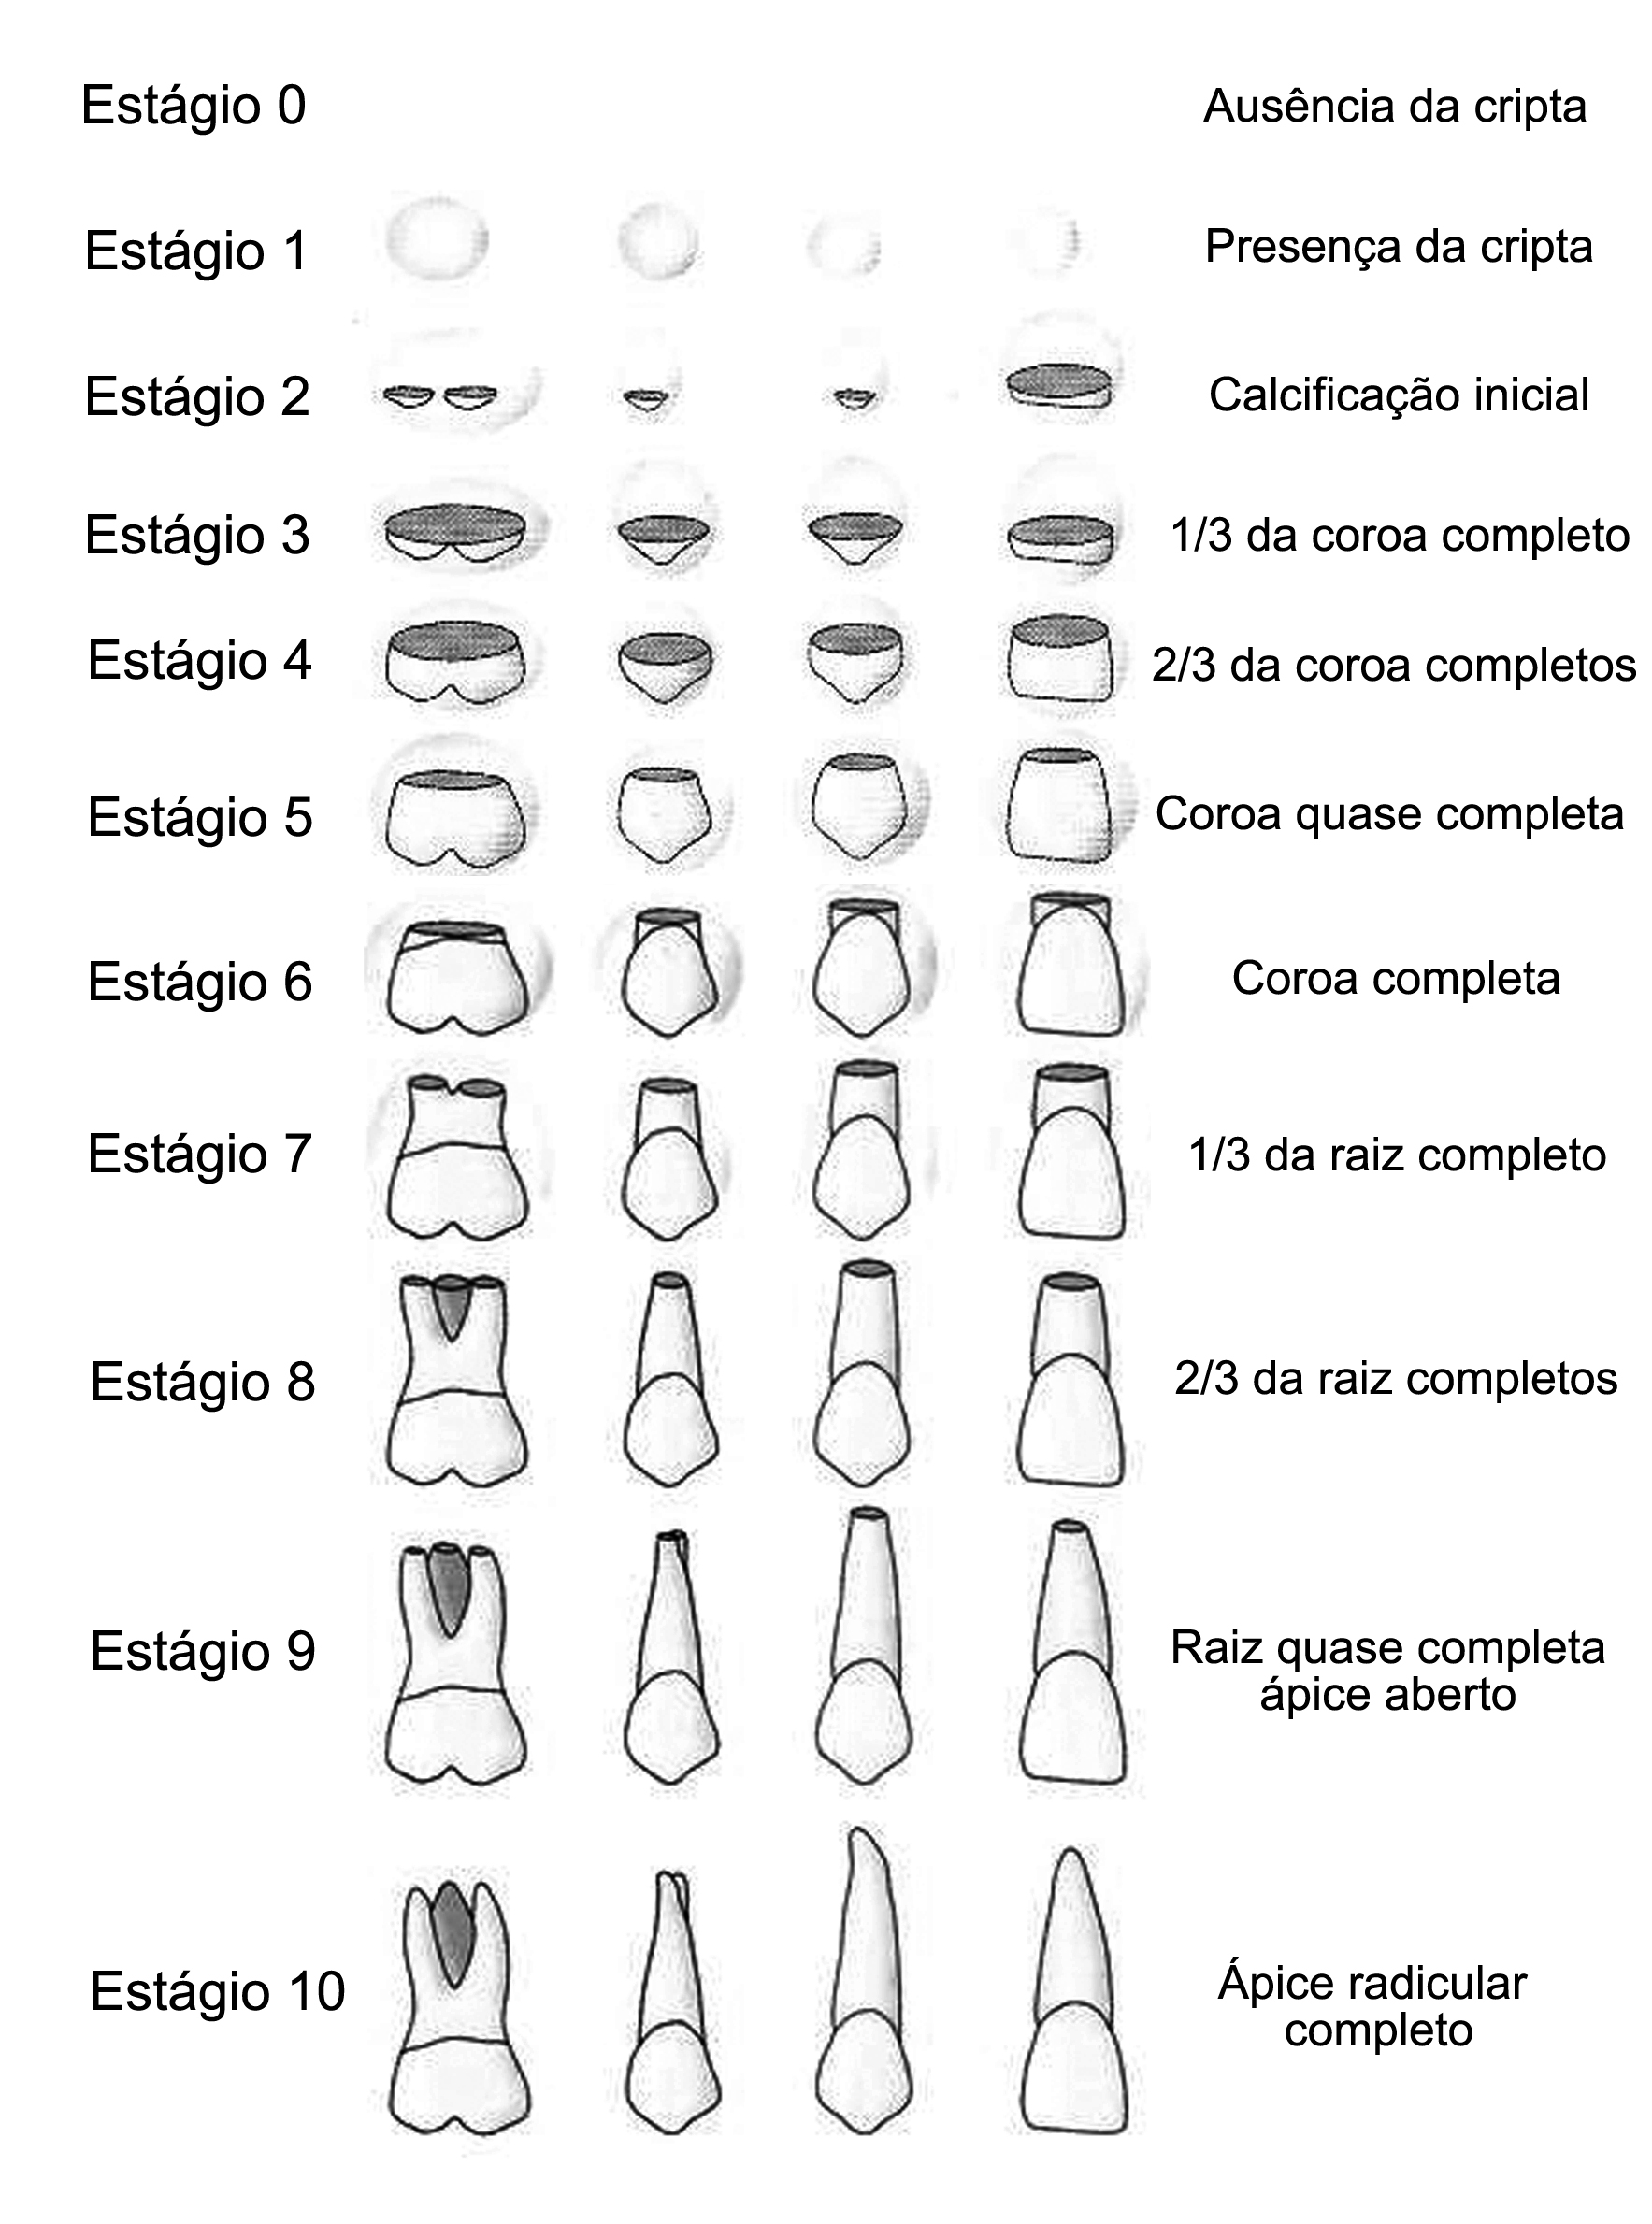 Estágio 0
Ausência da cripta
Estágio 1
Presença da cripta
Estágio 2
Calcificação inicial
Estágio 3
1/3 da coroa completo
Estágio 4
2/3 da coroa completos
Estágio 5
Coroa quase completa
Estágio 6
Coroa completa
Estágio 7
1/3 da raiz completo
Estágio 8
2/3 da raiz completos
Estágio 9
Raiz quase completa
ápice aberto
Estágio 10
Ápice radicular
completo